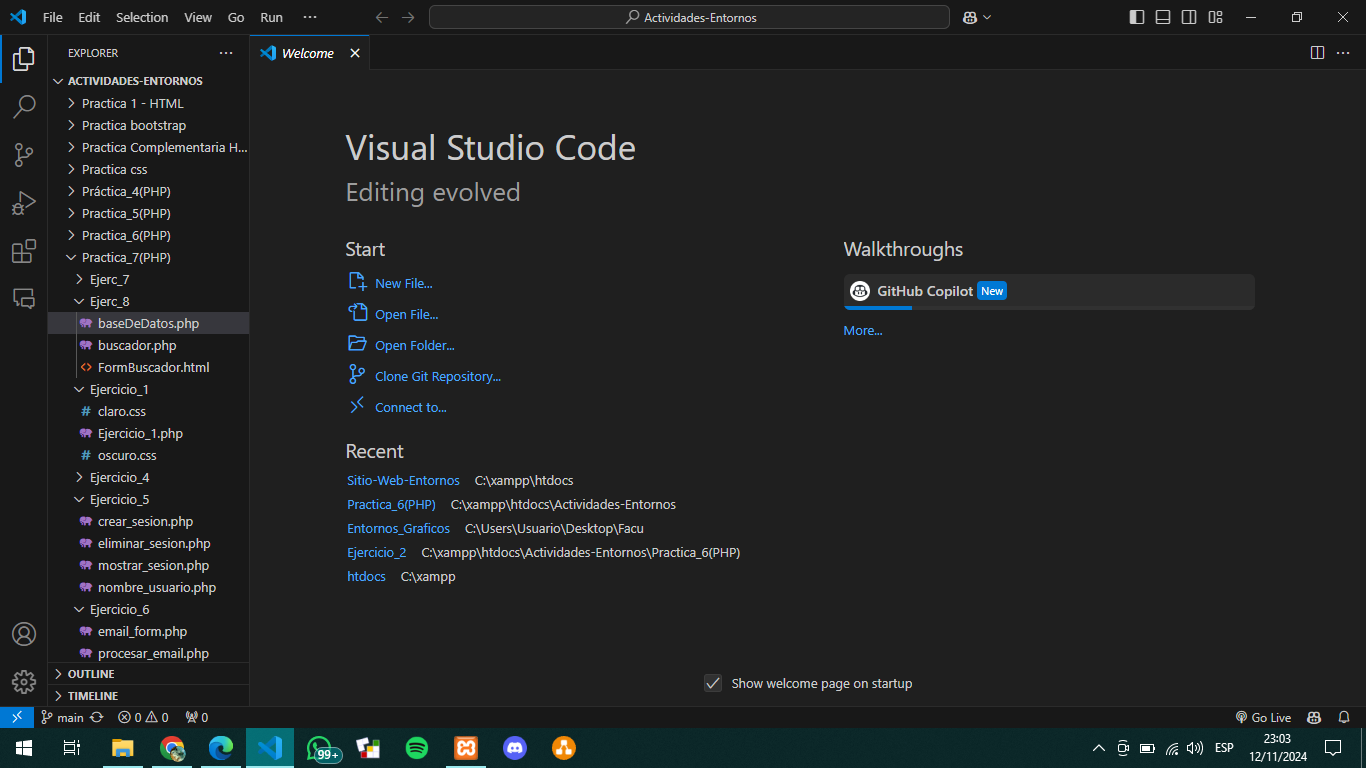 File Edit Selection View Go Run ···
Actividades-Entornos
EXPLORER
Welcome
ACTIVIDADES-ENTORNOS
Practica 1 - HTML
Practica bootstrap
Practica Complementaria H...
Practica css
Práctica_4(PHP)
Practica_5(PHP)
Practica_6(PHP)
Practica_7(PHP)
Ejerc_7
Ejerc_8
baseDeDatos.php
buscador.php
FormBuscador.html
Ejercicio_1
# claro.css
Ejercicio_1.php
# oscuro.css
Ejercicio_4
Ejercicio_5
crear_sesion.php
eliminar_sesion.php
mostrar_sesion.php
nombre_usuario.php
Ejercicio_6
email_form.php
procesar_email.php
OUTLINE
TIMELINE
Visual Studio Code
Editing evolved
Start
New File...
Open File...
Open Folder...
Clone Git Repository...
Connect to...
Recent
Sitio-Web-Entornos C:\xampp\htdocs
Practica_6(PHP) C:\xampp\htdocs\Actividades-Entornos
Entornos_Graficos C:\Users\Usuario\Desktop\Facu
Ejercicio_2 C:\xampp\htdocs\Actividades-Entornos\Practica_6(PHP)
htdocs C:\xampp
Walkthroughs
GitHub Copilot New
More...
Show welcome page on startup
main 0 0 0
Go Live
99+
ESP
23:03
12/11/2024